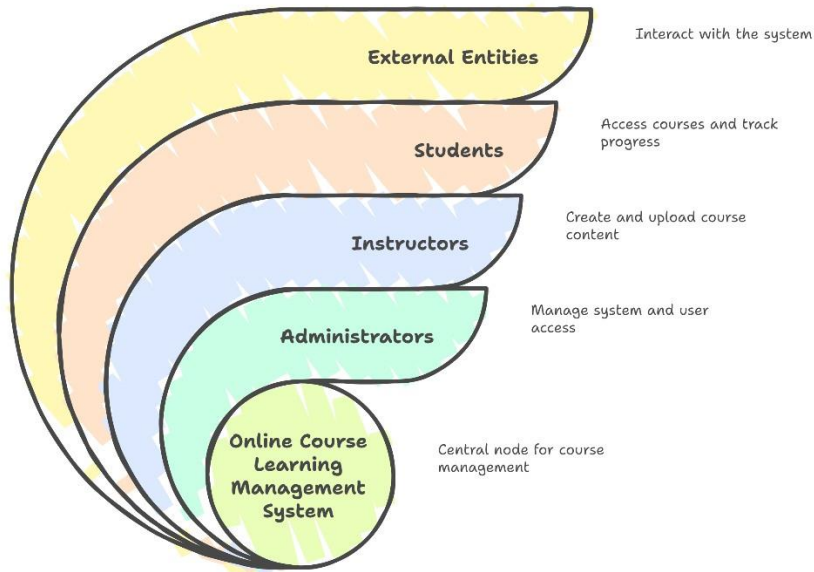 External Entities
Interact with the system
Students
Access courses and track
progress
Instructors
Create and upload course
content
Administrators
Manage system and user
access
Online Course
Learning
Management
System
Central node for course
management